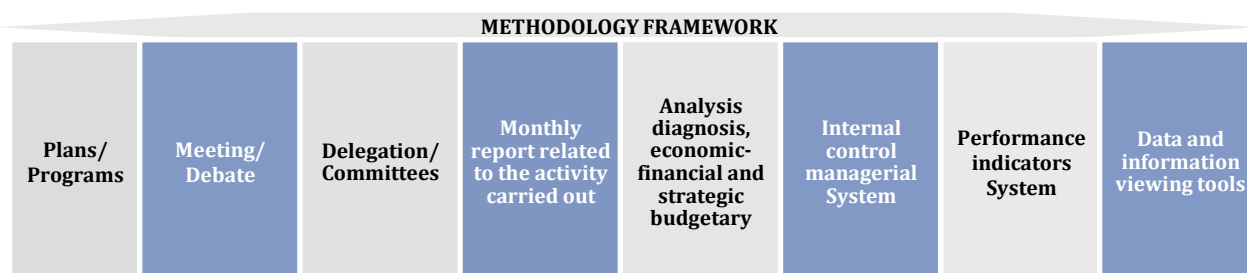 METHODOLOGY FRAMEWORK
Plans/
Programs
Meeting/
Debate
Delegation/
Committees
Monthly
report related
to the activity
carried out
Analysis
diagnosis,
economic-
financial and
strategic
budgetary
Internal
control
managerial
System
Performance
indicators
System
Data and
information
viewing tools